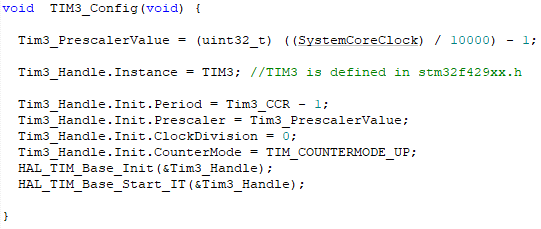 void  TIM3_Config(void) {
Tim3_PrescalerValue = (uint32_t) ((SystemCoreClock) / 10000) - 1;
Tim3_Handle.Instance = TIM3; //TIM3 is defined in stm32f429xx.h
Tim3_Handle.Init.Period = Tim3_CCR - 1;
Tim3_Handle.Init.Prescaler = Tim3_PrescalerValue;
Tim3_Handle.Init.ClockDivision = 0;
Tim3_Handle.Init.CounterMode = TIM_COUNTERMODE_UP;
HAL_TIM_Base_Init(&Tim3_Handle);
HAL_TIM_Base_Start_IT(&Tim3_Handle);
}